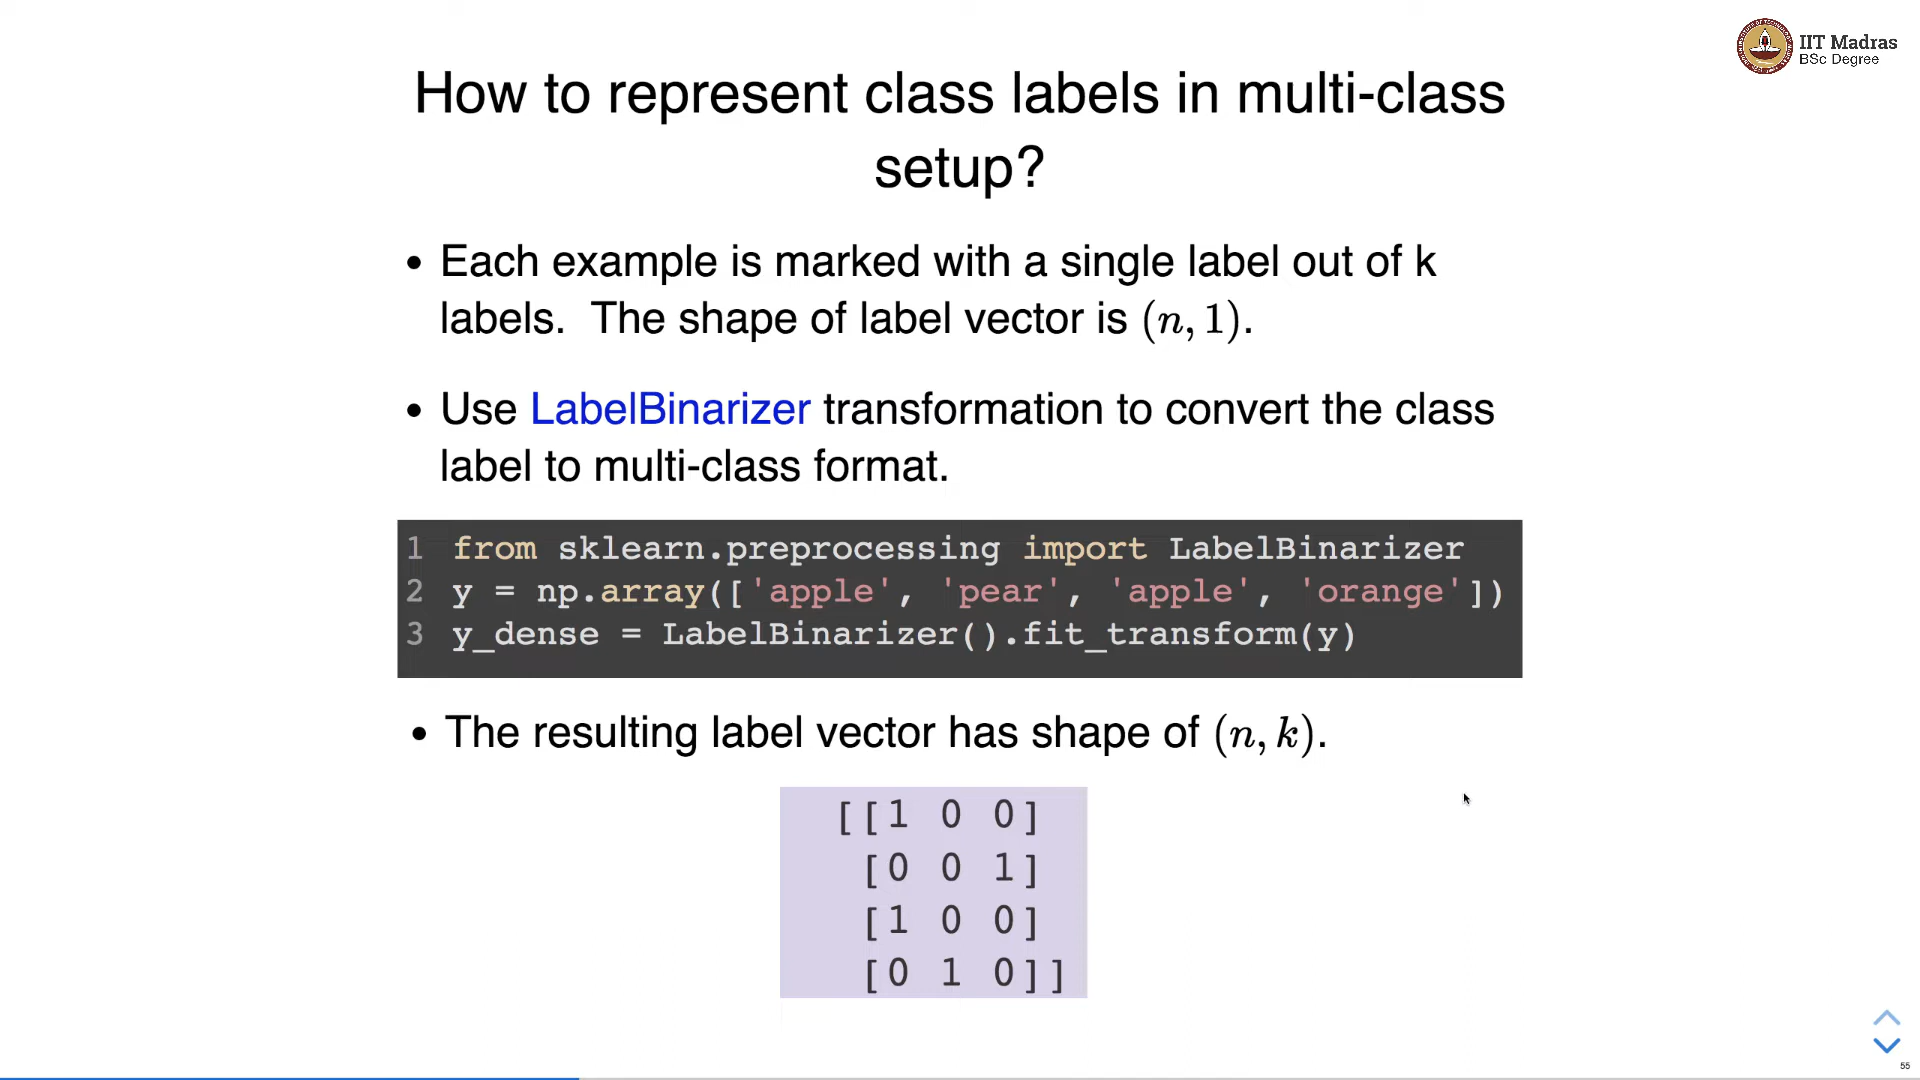 IIT Madras
BSc Degree
How to represent class labels in multi-class
setup?
• Each example is marked with a single label out of k
labels.  The shape of label vector is (n, 1).
• Use LabelBinarizer transformation to convert the class
label to multi-class format.
1 from sklearn.preprocessing import LabelBinarizer
2 y = np.array(['apple', 'pear', 'apple', 'orange'])
3 y_dense = LabelBinarizer().fit_transform(y)
• The resulting label vector has shape of (n, k).
[[1 0 0]
[0 0 1]
[1 0 0]
[0 1 0]]
55